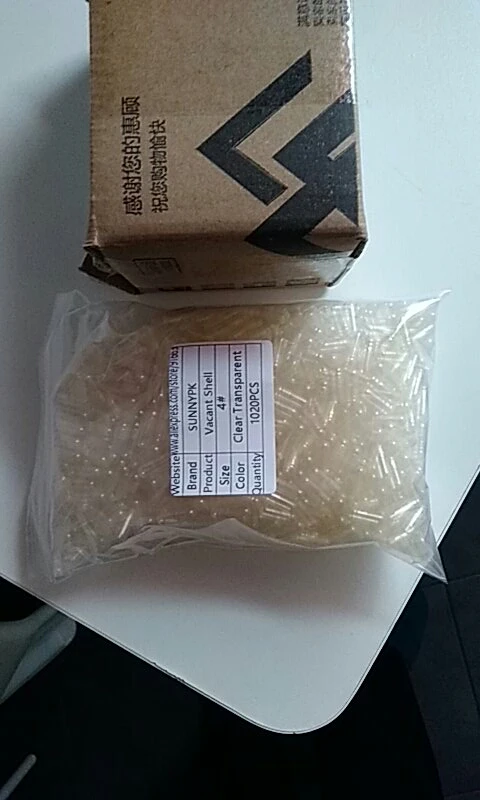 感谢您的惠顾
祝您购物愉快
Website www.aliexpress.com/store/
Brand SUNNYPK
Product Vacant Shell
Size 4#
Color Clear Transparent
Quantity 1020PCS